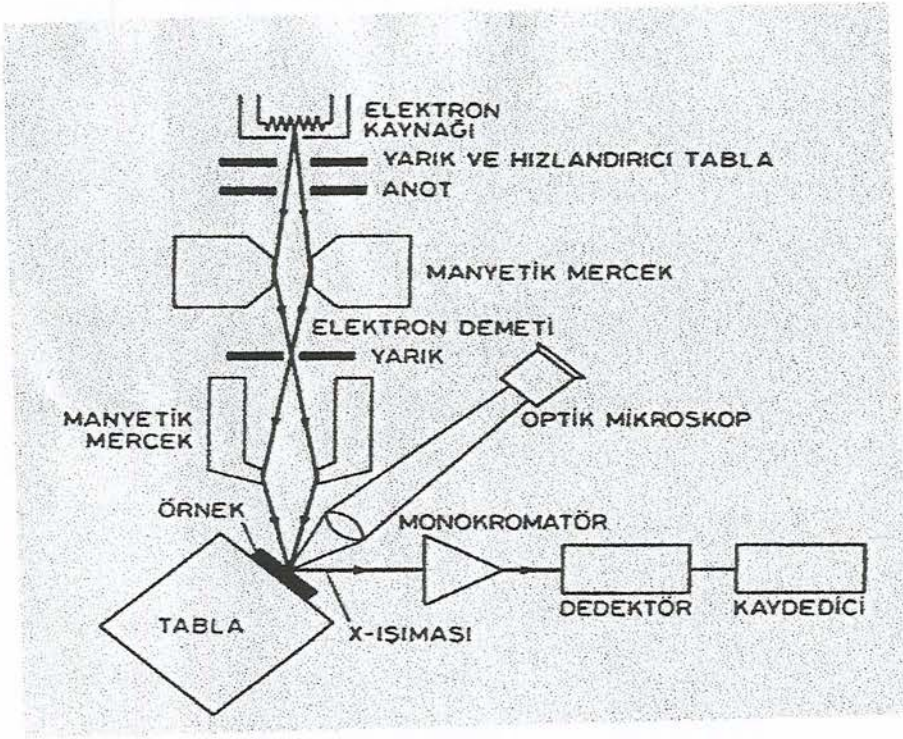 ELEKTRON
KAYNAĞI
YARIK VE HIZLANDIRICI TABLA
ANOT
MANYETİK MERCEK
ELEKTRON DEMETİ
YARIK
MANYETİK
MERCEK
OPTİK MİKROSKOP
ÖRNEK
MONOKROMATÖR
TABLA
X-IŞIMASI
DEDEKTÖR
KAYDEDİCİ